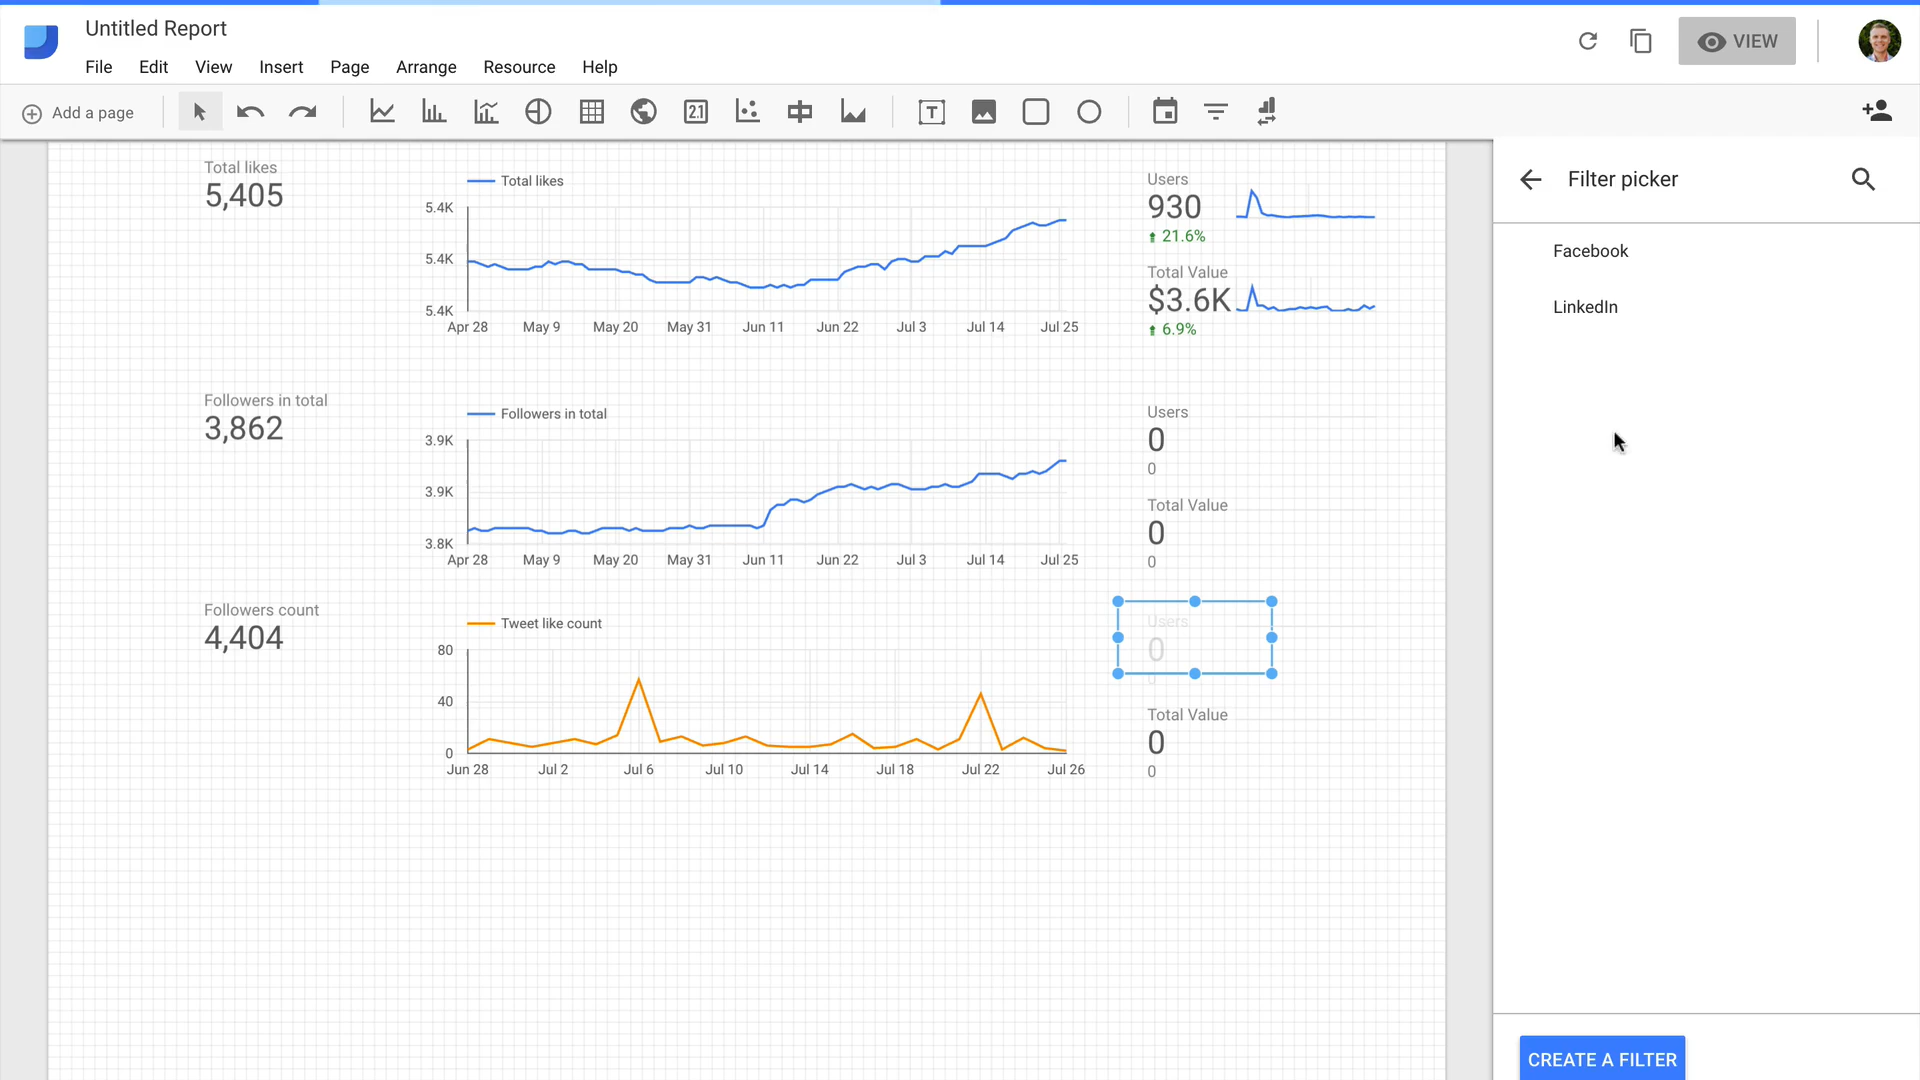 Untitled Report
File Edit View Insert Page Arrange Resource Help
VIEW
Add a page
2.1
T
Total likes
5,405
Total likes
5.4K
5.4K
5.4K
Apr 28 May 9 May 20 May 31 Jun 11 Jun 22 Jul 3 Jul 14 Jul 25
Users
930
21.6%
Total Value
$3.6K
6.9%
Followers in total
3,862
Followers in total
3.9K
3.9K
3.8K
Apr 28 May 9 May 20 May 31 Jun 11 Jun 22 Jul 3 Jul 14 Jul 25
Users
0
0
Total Value
0
0
Followers count
4,404
Tweet like count
80
40
0
Jun 28 Jul 2 Jul 6 Jul 10 Jul 14 Jul 18 Jul 22 Jul 26
Users
0
0
Total Value
0
0
Filter picker
Facebook
LinkedIn
CREATE A FILTER